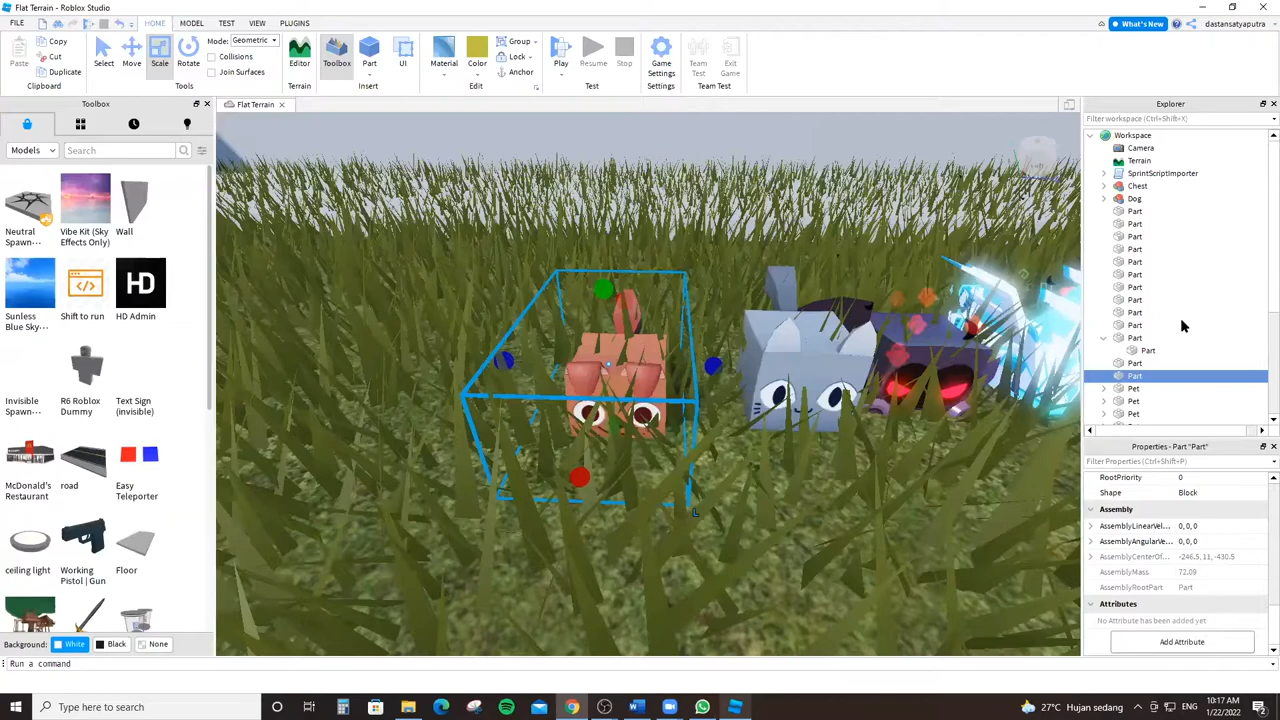 Flat Terrain - Roblox Studio
FILE HOME MODEL TEST VIEW PLUGINS What's New dastansatyaputra
Paste Copy Cut Duplicate Select Move Scale Rotate Mode: Geometric Collisions Join Surfaces Editor Toolbox Part UI Material Color Group Lock Anchor Play Resume Stop Game Settings Team Test Exit Game
Clipboard Tools Terrain Insert Edit Test Settings Team Test
Toolbox
Models Search
Neutral Spawn···
Vibe Kit (Sky Effects Only)
Wall
Sunless Blue Sky···
Shift to run
HD
HD Admin
Invisible Spawn···
R6 Roblox Dummy
Text Sign (invisible)
McDonald's Restaurant
road
Easy Teleporter
ceiling light
Working Pistol | Gun
Floor
Background: White Black None
Flat Terrain
L
Explorer
Filter workspace (Ctrl+Shift+X)
Workspace
Camera
Terrain
SprintScriptImporter
Chest
Dog
Part
Part
Part
Part
Part
Part
Part
Part
Part
Part
Part
Part
Part
Part
Pet
Pet
Pet
Properties - Part "Part"
Filter Properties (Ctrl+Shift+P)
RootPriority 0
Shape Block
Assembly
AssemblyLinearVel... 0, 0, 0
AssemblyAngularVe... 0, 0, 0
AssemblyCenterOf... -246.5, 11, -430.5
AssemblyMass 72.09
AssemblyRootPart Part
Attributes
No Attribute has been added yet
Add Attribute
Run a command
Type here to search
27°C Hujan sedang ENG
10:17 AM
1/22/2022